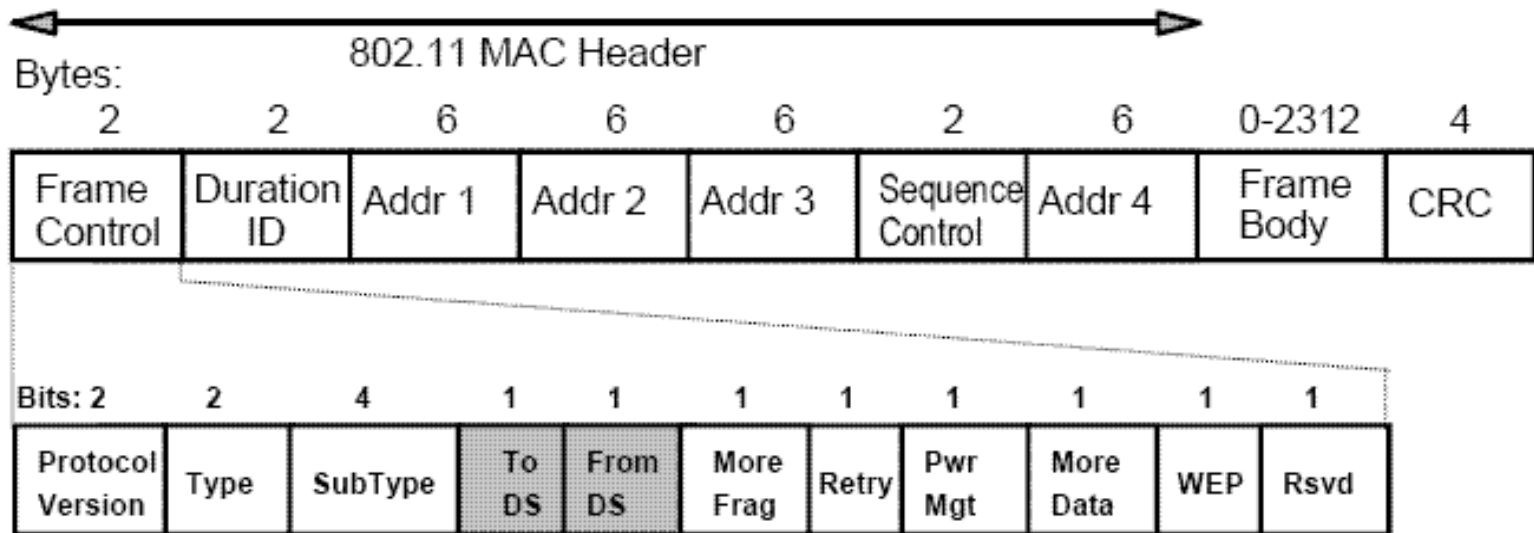 802.11 MAC Header
Bytes:
2 2 6 6 6 2 6 0-2312 4
Frame Control Duration ID Addr 1 Addr 2 Addr 3 Sequence Control Addr 4 Frame Body CRC
Bits: 2 2 4 1 1 1 1 1 1 1 1
Protocol Version Type SubType To DS From DS More Frag Retry Pwr Mgt More Data WEP Rsvd